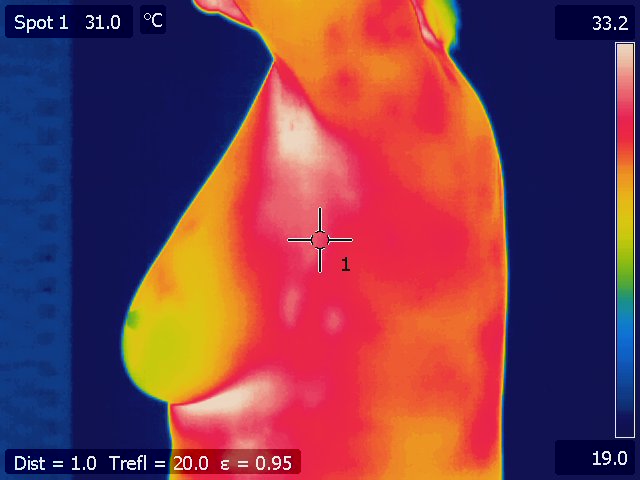 Spot 1 31.0 °C
33.2
1
19.0
Dist = 1.0 Trefl = 20.0 ε = 0.95